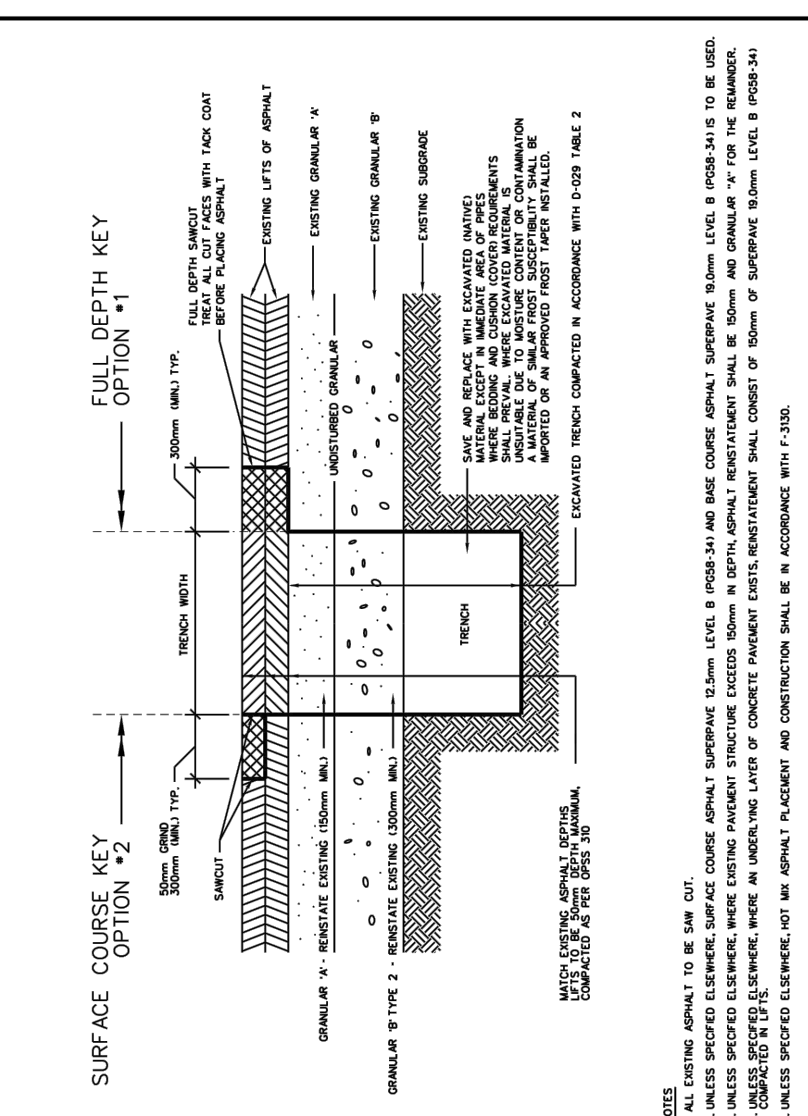 SURFACE COURSE KEY
OPTION #2
FULL DEPTH KEY
OPTION #1
50mm GRIND
300mm (MIN.) TYP.
SAWCUT
TRENCH WIDTH
300mm (MIN.) TYP.
FULL DEPTH SAWCUT
TREAT ALL CUT FACES WITH TACK COAT
BEFORE PLACING ASPHALT
EXISTING LIFTS OF ASPHALT
EXISTING GRANULAR 'A'
UNDISTURBED GRANULAR
EXISTING GRANULAR 'B'
EXISTING SUBGRADE
GRANULAR 'A' - REINSTATE EXISTING (150mm MIN.)
GRANULAR 'B' TYPE 2 - REINSTATE EXISTING (300mm MIN.)
TRENCH
SAVE AND REPLACE WITH EXCAVATED (NATIVE)
MATERIAL EXCEPT IN IMMEDIATE AREA OF PIPES
WHERE BEDDING AND CUSHION (COVER) REQUIREMENTS
SHALL PREVAIL. WHERE EXCAVATED MATERIAL IS
UNSUITABLE DUE TO MOISTURE CONTENT OR CONTAMINATION
A MATERIAL OF SIMILAR FROST SUSCEPTIBILITY SHALL BE
IMPORTED OR AN APPROVED FROST TAPER INSTALLED.
EXCAVATED TRENCH COMPACTED IN ACCORDANCE WITH D-029 TABLE 2
MATCH EXISTING ASPHALT DEPTHS
LIFTS TO BE 50mm DEPTH MAXIMUM,
COMPACTED AS PER OPSS 310
OTES
ALL EXISTING ASPHALT TO BE SAW CUT.
. UNLESS SPECIFIED ELSEWHERE, SURFACE COURSE ASPHALT SUPERPAVE 12.5mm LEVEL B (PG58-34) AND BASE COURSE ASPHALT SUPERPAVE 19.0mm LEVEL B (PG58-34) IS TO BE USED.
. UNLESS SPECIFIED ELSEWHERE, WHERE EXISTING PAVEMENT STRUCTURE EXCEEDS 150mm IN DEPTH, ASPHALT REINSTATEMENT SHALL BE 150mm AND GRANULAR "A" FOR THE REMAINDER.
. UNLESS SPECIFIED ELSEWHERE, WHERE AN UNDERLYING LAYER OF CONCRETE PAVEMENT EXISTS, REINSTATEMENT SHALL CONSIST OF 150mm OF SUPERPAVE 19.0mm LEVEL B (PG58-34)
COMPACTED IN LIFTS.
. UNLESS SPECIFIED ELSEWHERE, HOT MIX ASPHALT PLACEMENT AND CONSTRUCTION SHALL BE IN ACCORDANCE WITH F-3130.